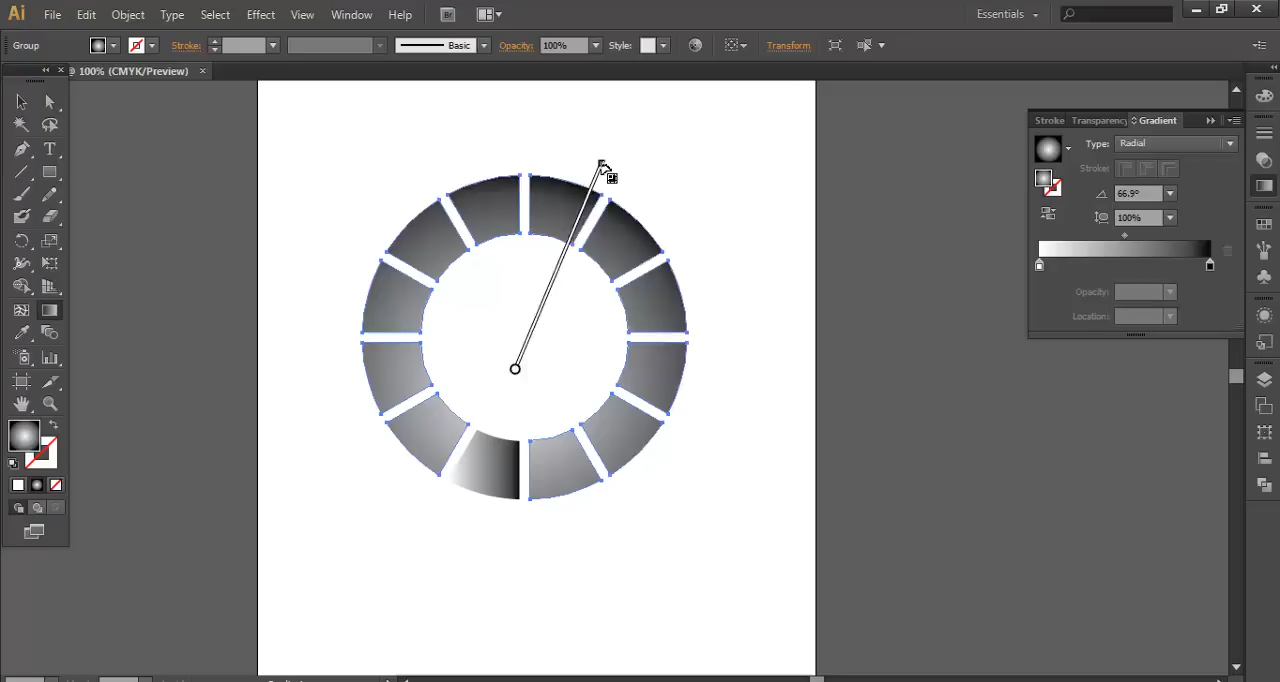 Ai File Edit Object Type Select Effect View Window Help Br Essentials
Group Stroke: Basic Opacity: 100% Style: Transform
@ 100% (CMYK/Preview)
Stroke Transparency Gradient
Type: Radial
Stroke:
66.9°
100%
Opacity:
Location: